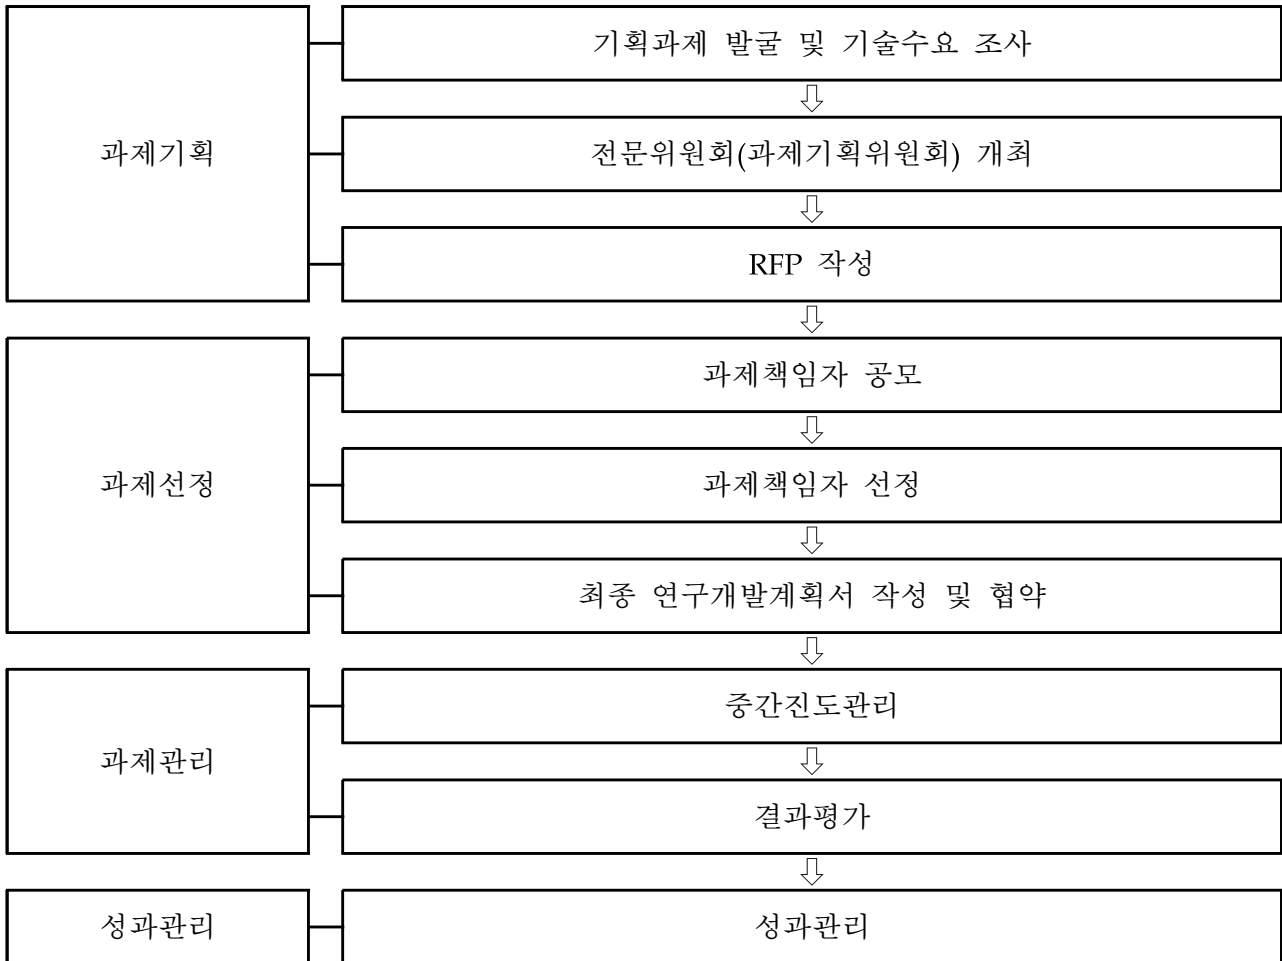 과제기획
기획과제 발굴 및 기술수요 조사
전문위원회(과제기획위원회) 개최
RFP 작성
과제선정
과제책임자 공모
과제책임자 선정
최종 연구개발계획서 작성 및 협약
과제관리
중간진도관리
결과평가
성과관리
성과관리